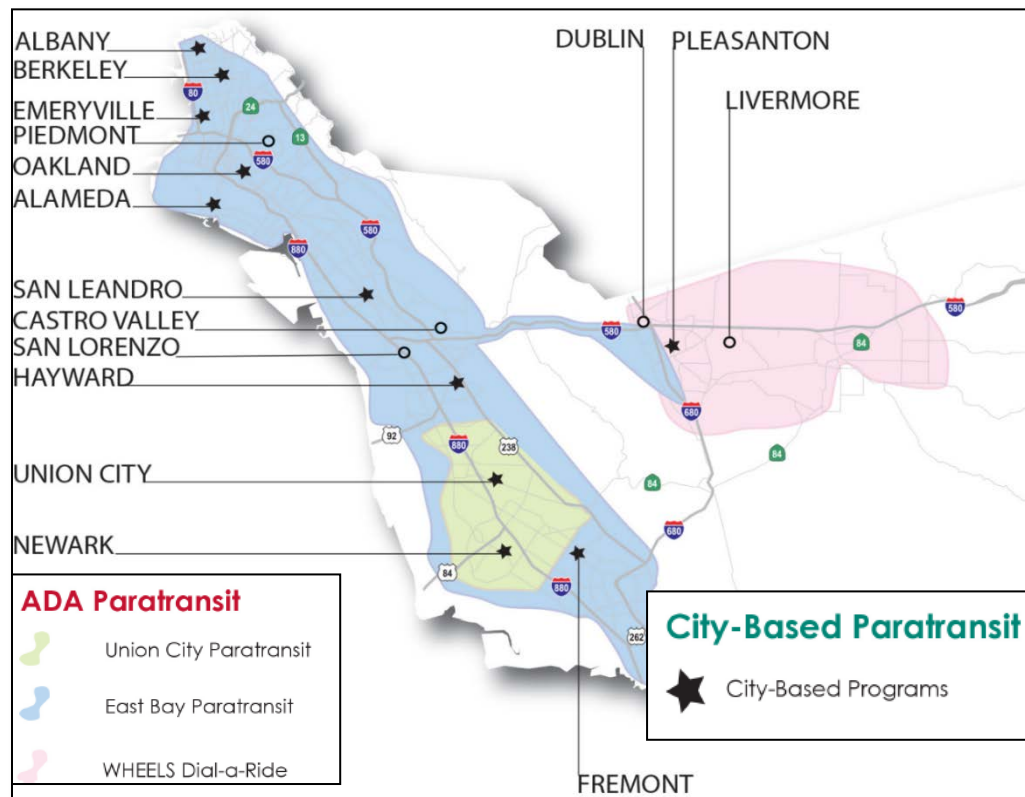 ALBANY
BERKELEY
EMERYVILLE
PIEDMONT
OAKLAND
ALAMEDA
SAN LEANDRO
CASTRO VALLEY
SAN LORENZO
HAYWARD
UNION CITY
NEWARK
DUBLIN
PLEASANTON
LIVERMORE
FREMONT
80
24
13
580
580
880
580
580
84
680
92
880
238
84
84
680
84
880
262
ADA Paratransit
Union City Paratransit
East Bay Paratransit
WHEELS Dial-a-Ride
City-Based Paratransit
City-Based Programs